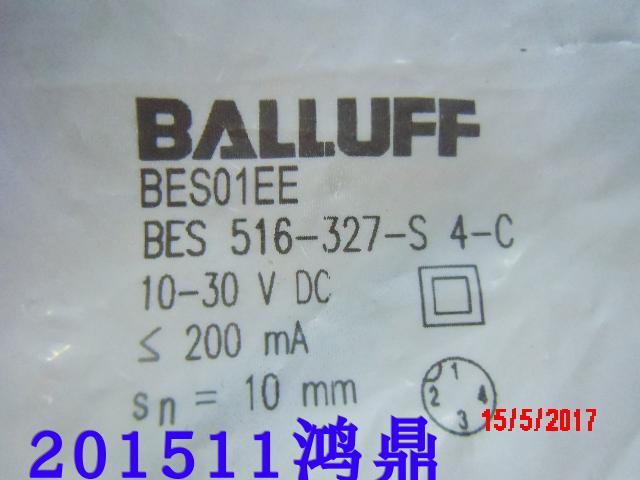 BALLUFF
BES01EE
BES 516-327-S 4-C
10-30 V DC
≤ 200 mA
sn = 10 mm
1
2 4
3
15/5/2017
201511鸿鼎